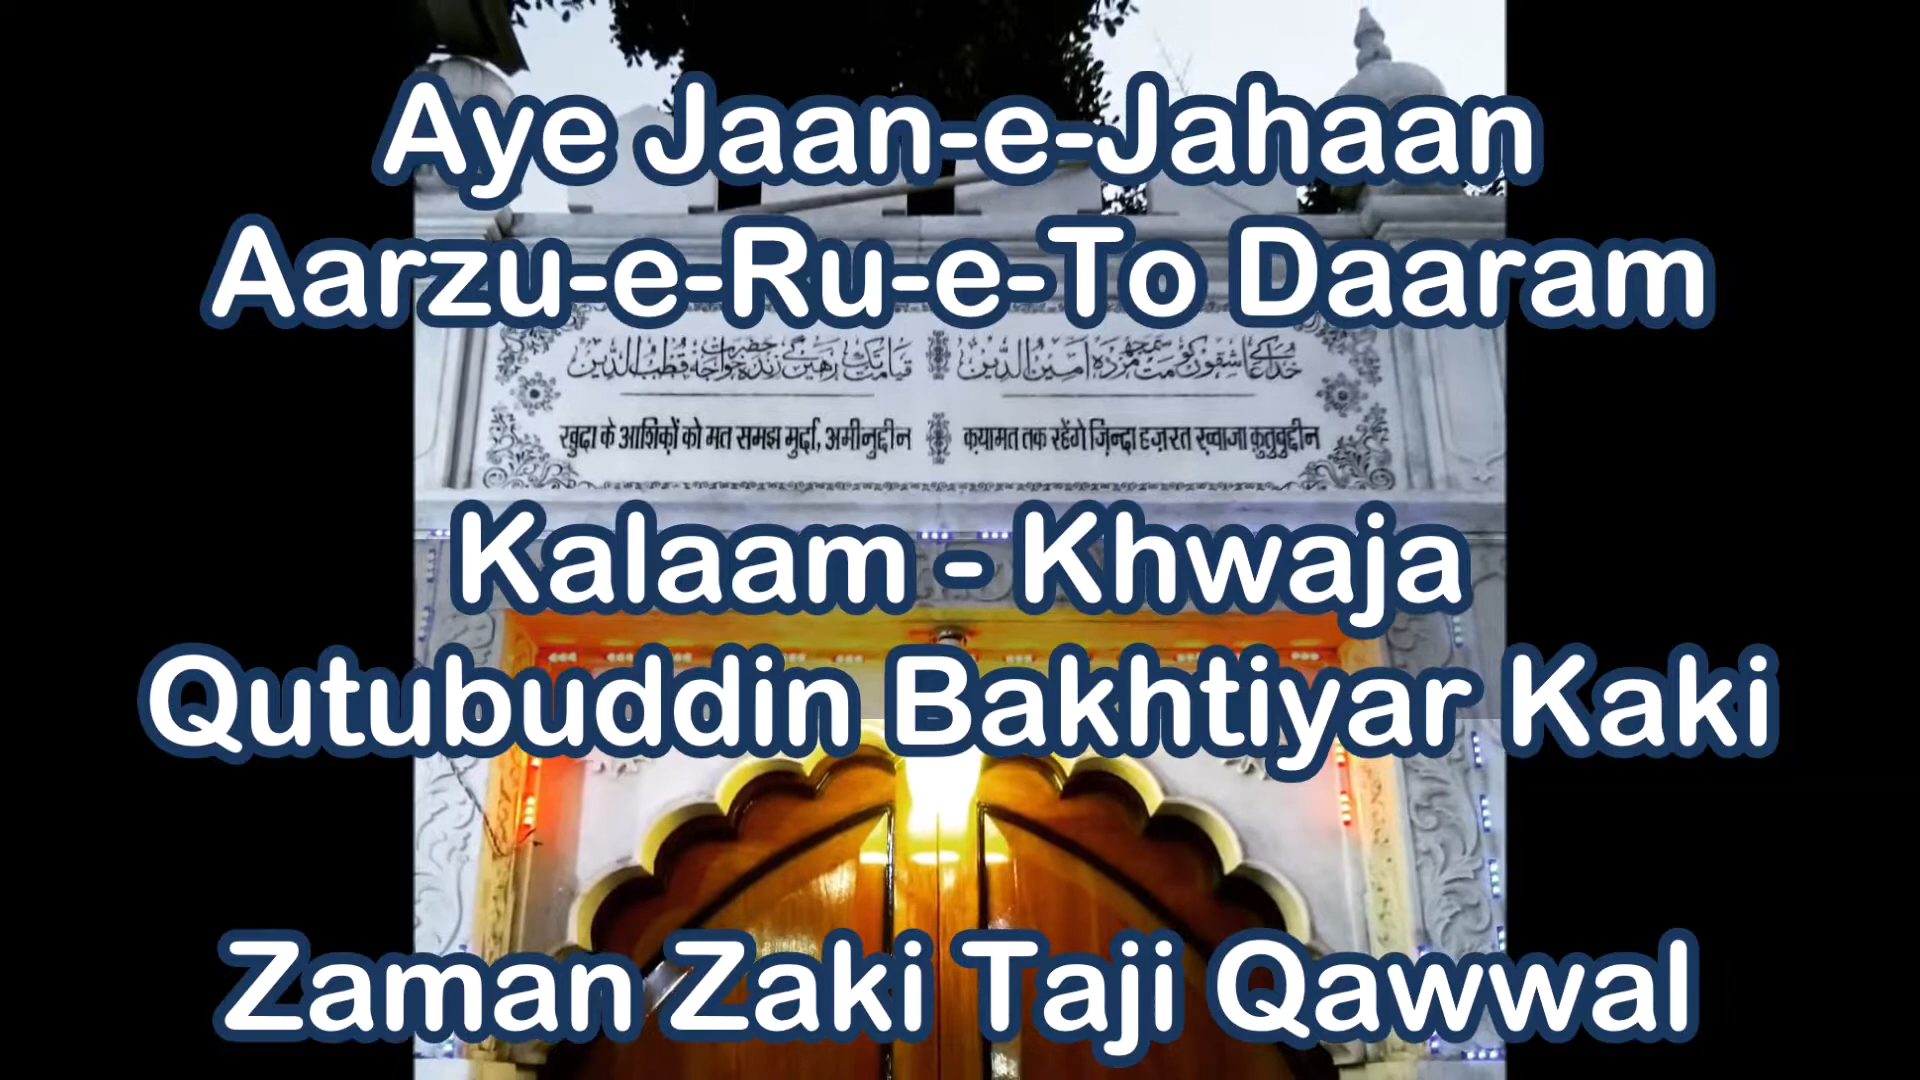 Aye Jaan-e-Jahaan
Aarzu-e-Ru-e-To Daaram
خدا کے عاشقوں کو مت سمجھ مردہ امین الدین قیامت تک رہیں گے زندہ حضرت خواجہ قطب الدین
खुदा के आशिक़ों को मत समझ मुर्दा, अमीनुद्दीन क़यामत तक रहेंगे ज़िन्दा हज़रत ख़्वाजा क़ुतुबुद्दीन
Kalaam - Khwaja
Qutubuddin Bakhtiyar Kaki
Zaman Zaki Taji Qawwal